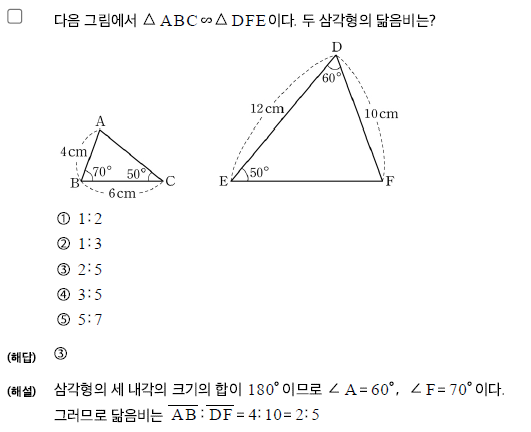 다음 그림에서 △ABC∽△DFE이다. 두 삼각형의 닮음비는?
D
60°
12cm
10cm
A
4cm
70°
50°
B
C
6cm
E
50°
F
① 1:2
② 1:3
③ 2:5
④ 3:5
⑤ 5:7
(해답) ③
(해설) 삼각형의 세 내각의 크기의 합이 180°이므로 ∠A=60°, ∠F=70°이다.
그러므로 닮음비는 A̅B̅:D̅F̅=4:10=2:5